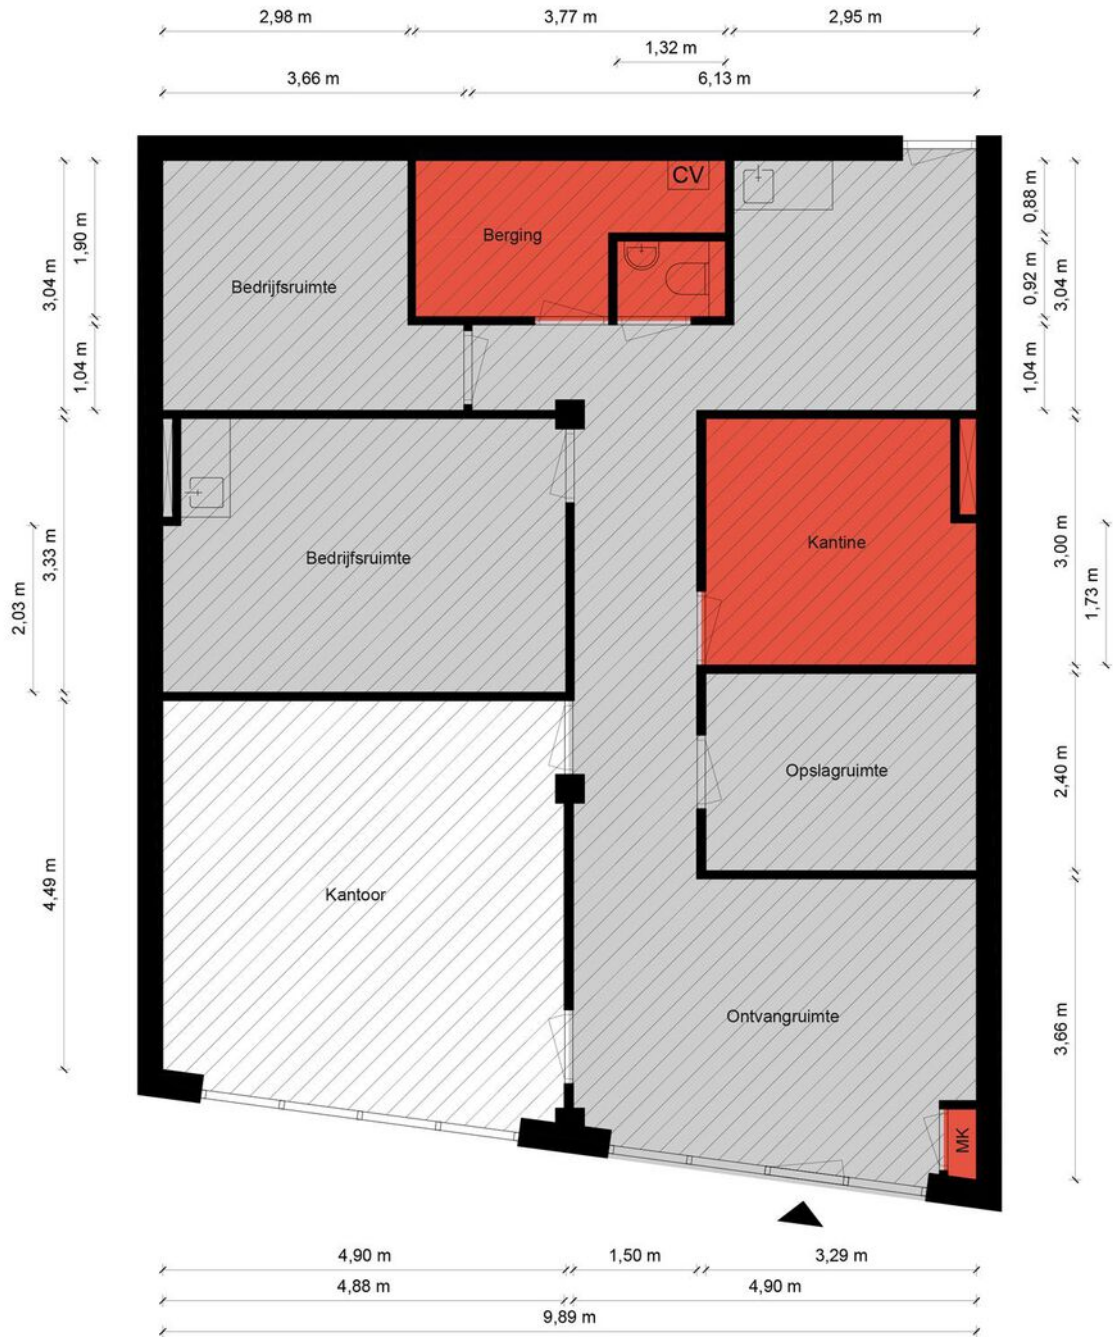 2,98 m
3,77 m
2,95 m
1,32 m
3,66 m
6,13 m
CV
Berging
Bedrijfsruimte
1,90 m
3,04 m
1,04 m
0,88 m
0,92 m
3,04 m
1,04 m
Bedrijfsruimte
Kantine
3,33 m
2,03 m
3,00 m
1,73 m
Opslagruimte
2,40 m
Kantoor
4,49 m
Ontvangruimte
3,66 m
MK
4,90 m
1,50 m
3,29 m
4,88 m
4,90 m
9,89 m